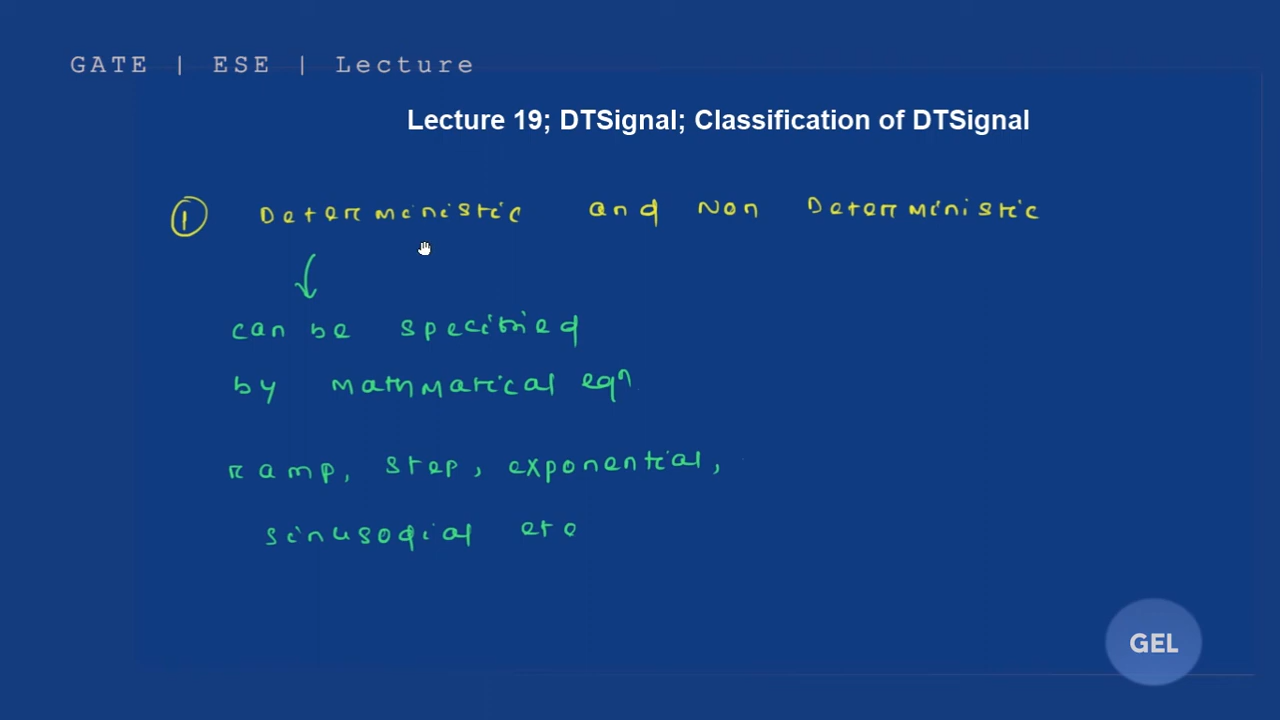 GATE | ESE | Lecture
Lecture 19; DTSignal; Classification of DTSignal
① Deterministic and Non Deterministic
can be specified
by mathmatical eqn
ramp, step, exponential,
sinusodial etc
GEL